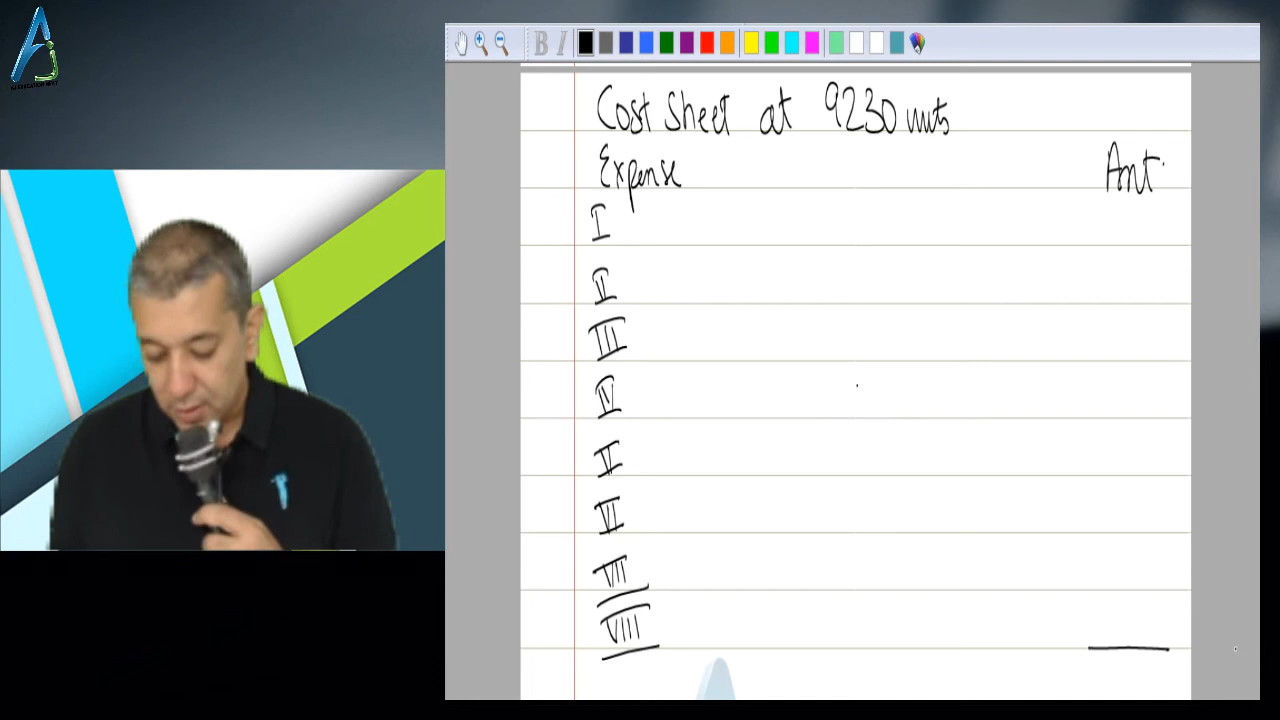 Cost Sheet at 9230 units
Expense Amt.
I
II
III
IV
V
VI
VII
VIII
B I